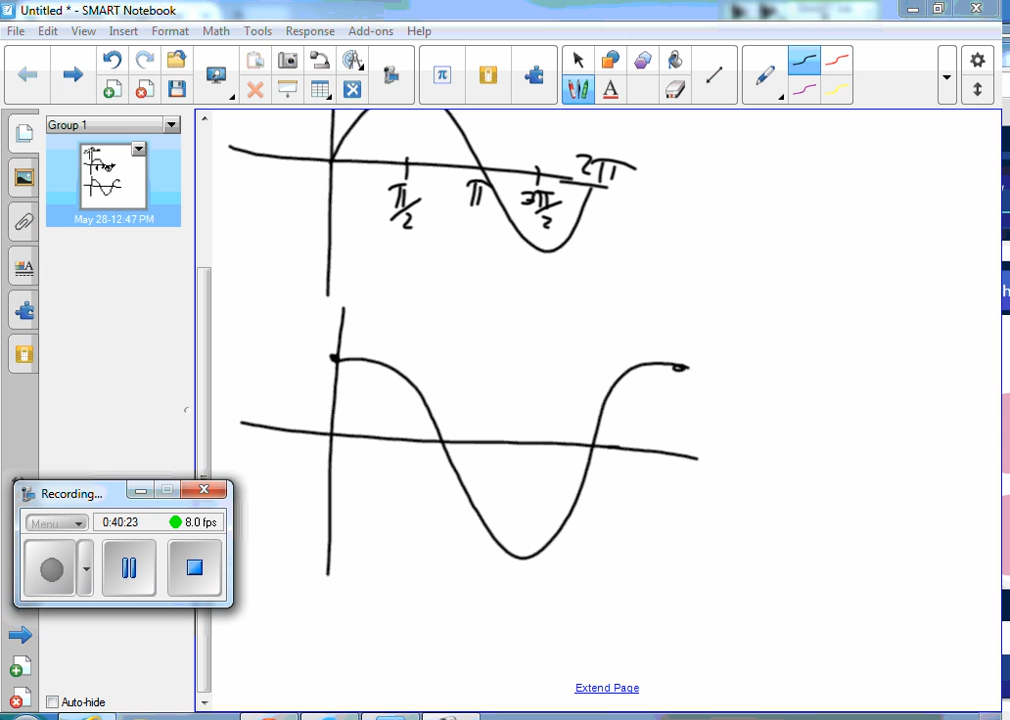 Untitled * - SMART Notebook
File Edit View Insert Format Math Tools Response Add-ons Help
π
A
Group 1
May 28-12:47 PM
2π
π/2 π 3π/2
Recording...
Menu 0:40:23 8.0 fps
Extend Page
Auto-hide